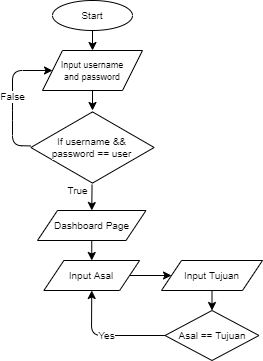 Start
Input username
and password
False
If username &&
password == user
True
Dashboard Page
Input Asal
Input Tujuan
Yes
Asal == Tujuan